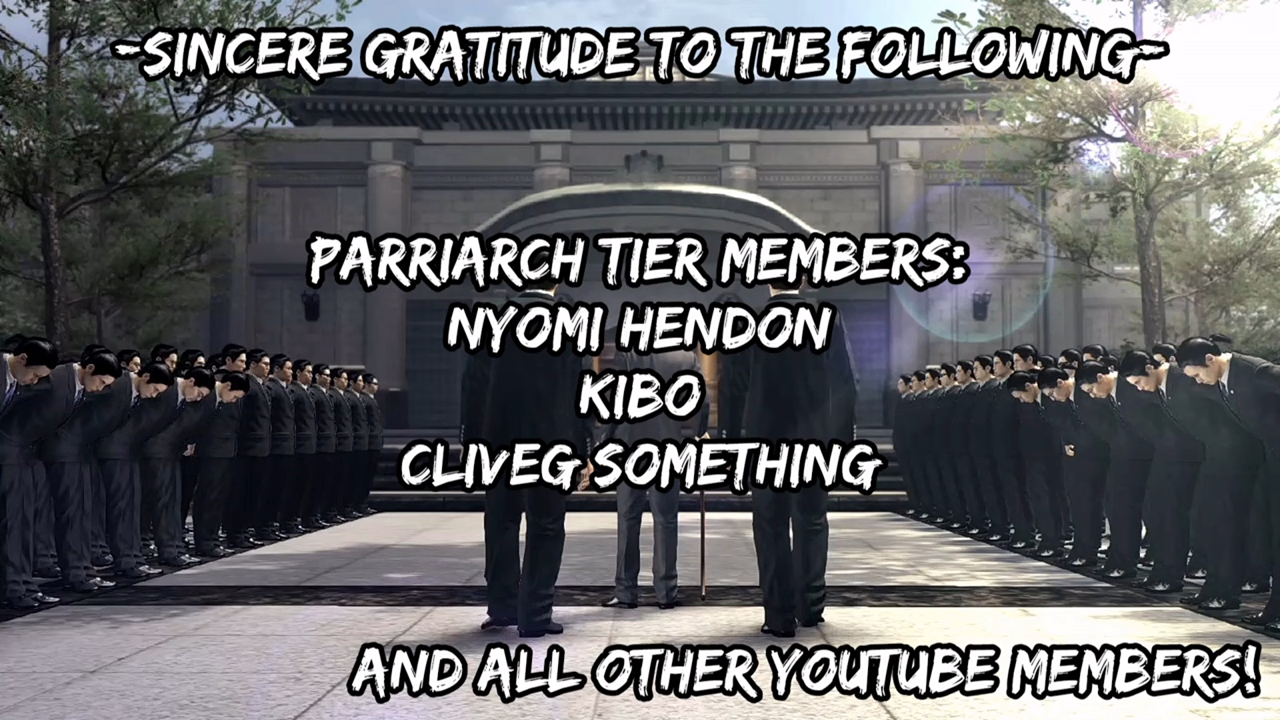 -SINCERE GRATITUDE TO THE FOLLOWING-
PARRIARCH TIER MEMBERS:
NYOMI HENDON
KIBO
CLIVEG SOMETHING
AND ALL OTHER YOUTUBE MEMBERS!